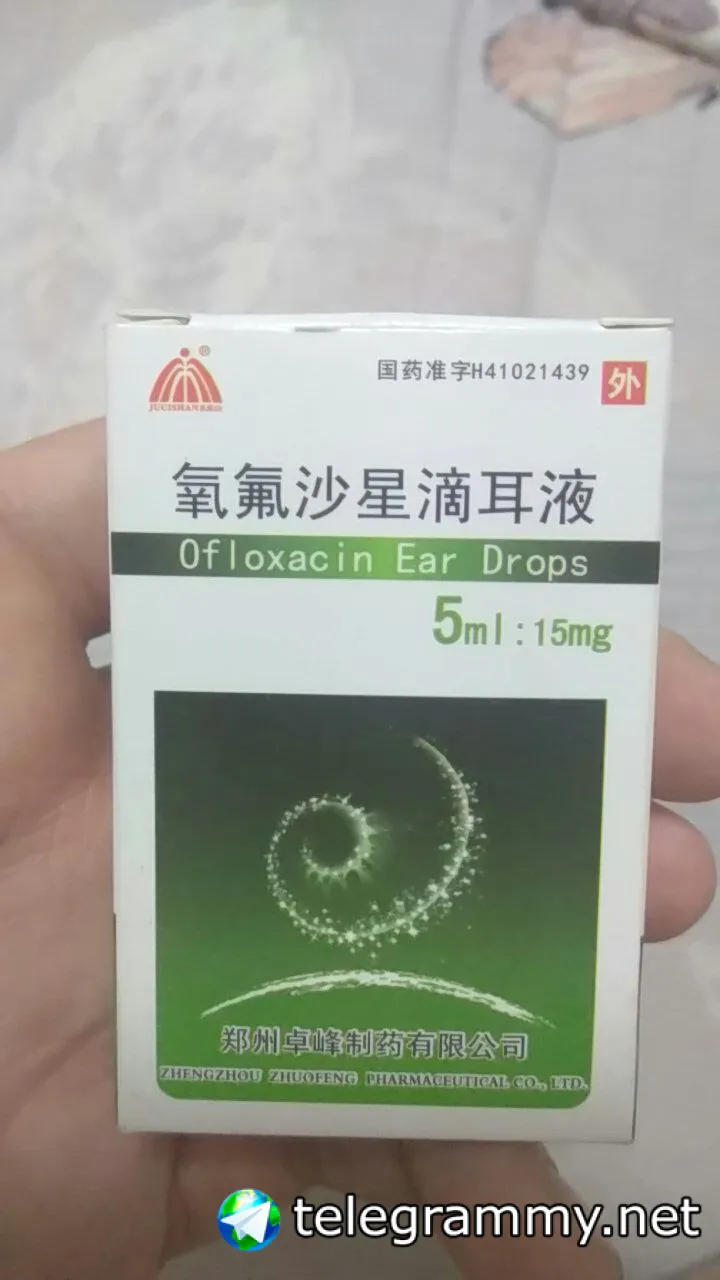 国药准字H41021439
外
®
氧氟沙星滴耳液
Ofloxacin Ear Drops
5ml:15mg
郑州卓峰制药有限公司
ZHENGZHOU ZHUOFENG PHARMACEUTICAL CO., LTD.
telegrammy.net